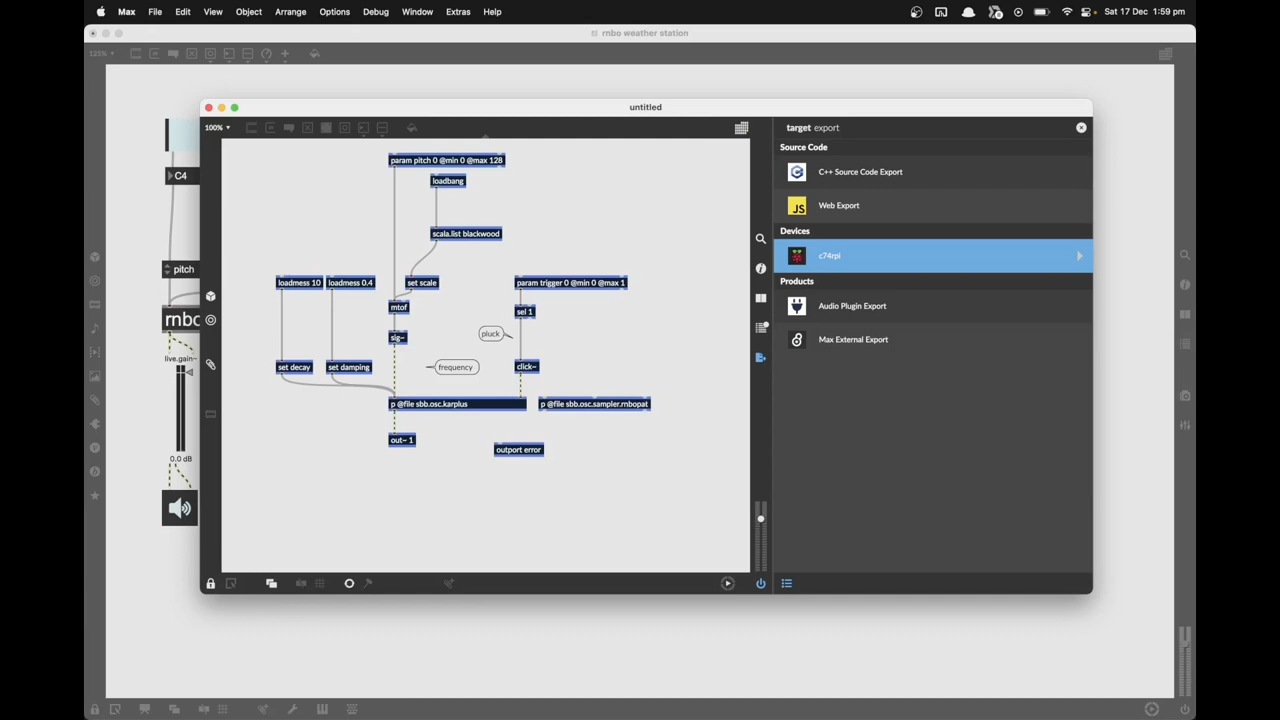 Max File Edit View Object Arrange Options Debug Window Extras Help
Sat 17 Dec 1:59 pm
rnbo weather station
125%
untitled
100%
target export
Source Code
C++ Source Code Export
JS
Web Export
Devices
c74rpi
Products
Audio Plugin Export
Max External Export
C4
pitch
rnbo
live.gain~
0.0 dB
param pitch 0 @min 0 @max 128
loadbang
scala.list blackwood
loadmess 10
loadmess 0.4
set scale
param trigger 0 @min 0 @max 1
mtof
sel 1
sig~
pluck
set decay
set damping
frequency
click~
p @file sbb.osc.karplus
p @file sbb.osc.sampler.rnbopat
out~ 1
outport error